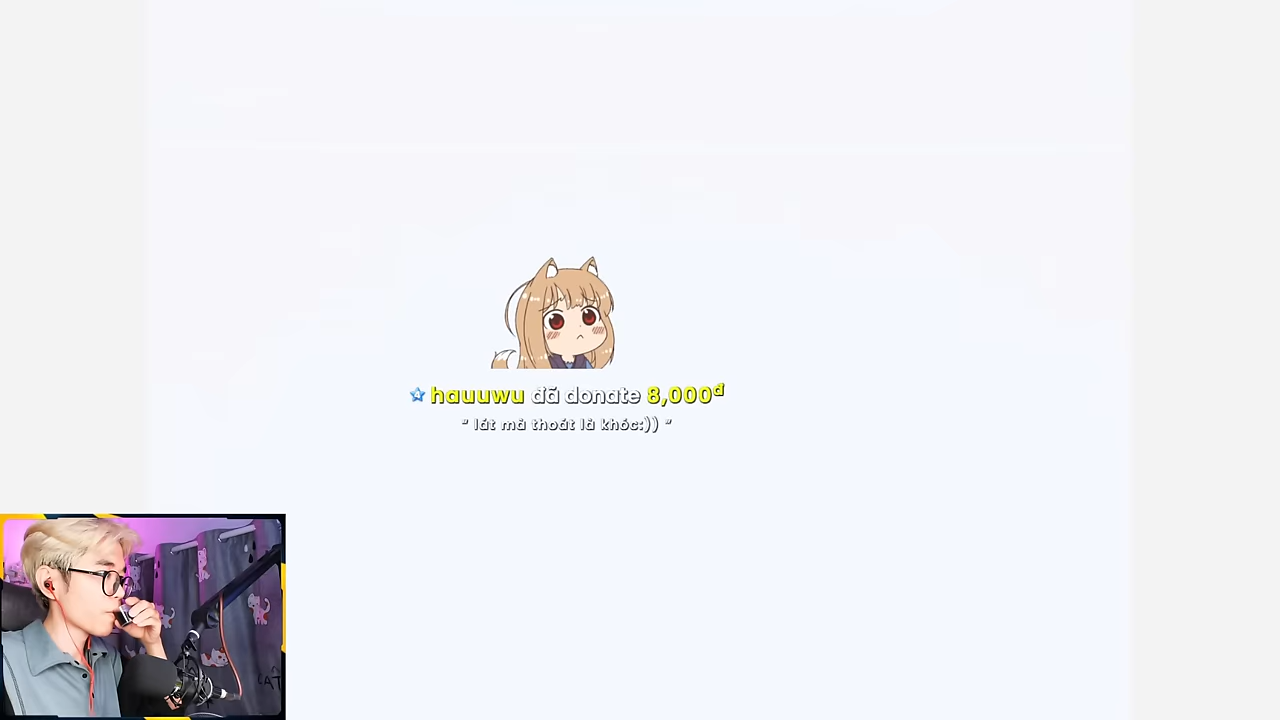 hauuwu đã donate 8,000đ
" lát mà thoát là khóc:)) "